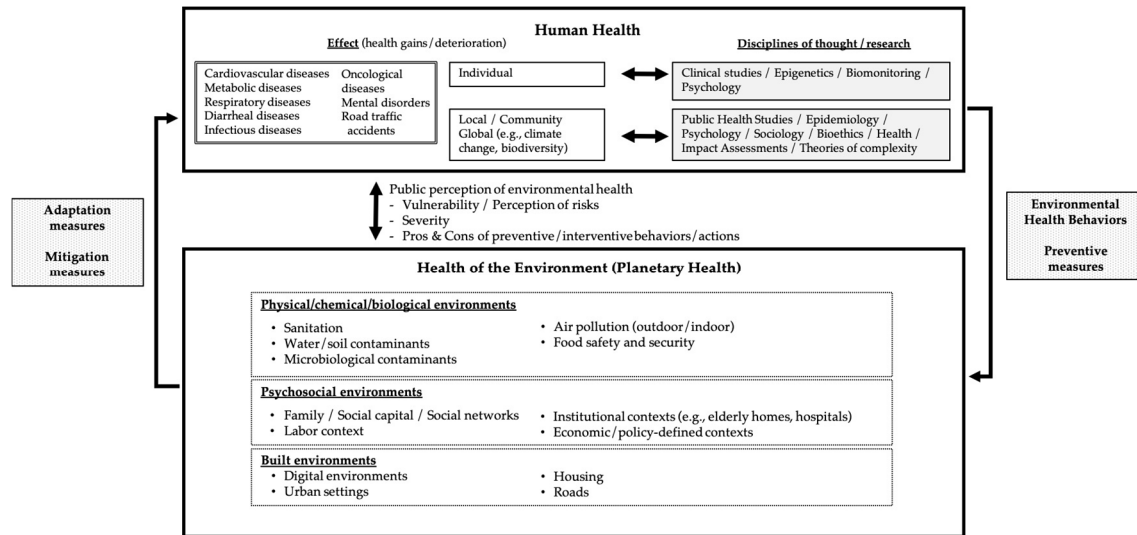 Human Health
Effect (health gains/deterioration)
Cardiovascular diseases
Metabolic diseases
Respiratory diseases
Diarrheal diseases
Infectious diseases
Oncological
diseases
Mental disorders
Road traffic
accidents
Individual
Local / Community
Global (e.g., climate
change, biodiversity)
Disciplines of thought / research
Clinical studies / Epigenetics / Biomonitoring /
Psychology
Public Health Studies / Epidemiology /
Psychology / Sociology / Bioethics / Health /
Impact Assessments / Theories of complexity
Adaptation
measures
Mitigation
measures
Public perception of environmental health
- Vulnerability / Perception of risks
- Severity
- Pros & Cons of preventive/interventive behaviors/actions
Environmental
Health Behaviors
Preventive
measures
Health of the Environment (Planetary Health)
Physical/chemical/biological environments
• Sanitation
• Water/soil contaminants
• Microbiological contaminants
• Air pollution (outdoor/indoor)
• Food safety and security
Psychosocial environments
• Family / Social capital / Social networks
• Labor context
• Institutional contexts (e.g., elderly homes, hospitals)
• Economic/policy-defined contexts
Built environments
• Digital environments
• Urban settings
• Housing
• Roads